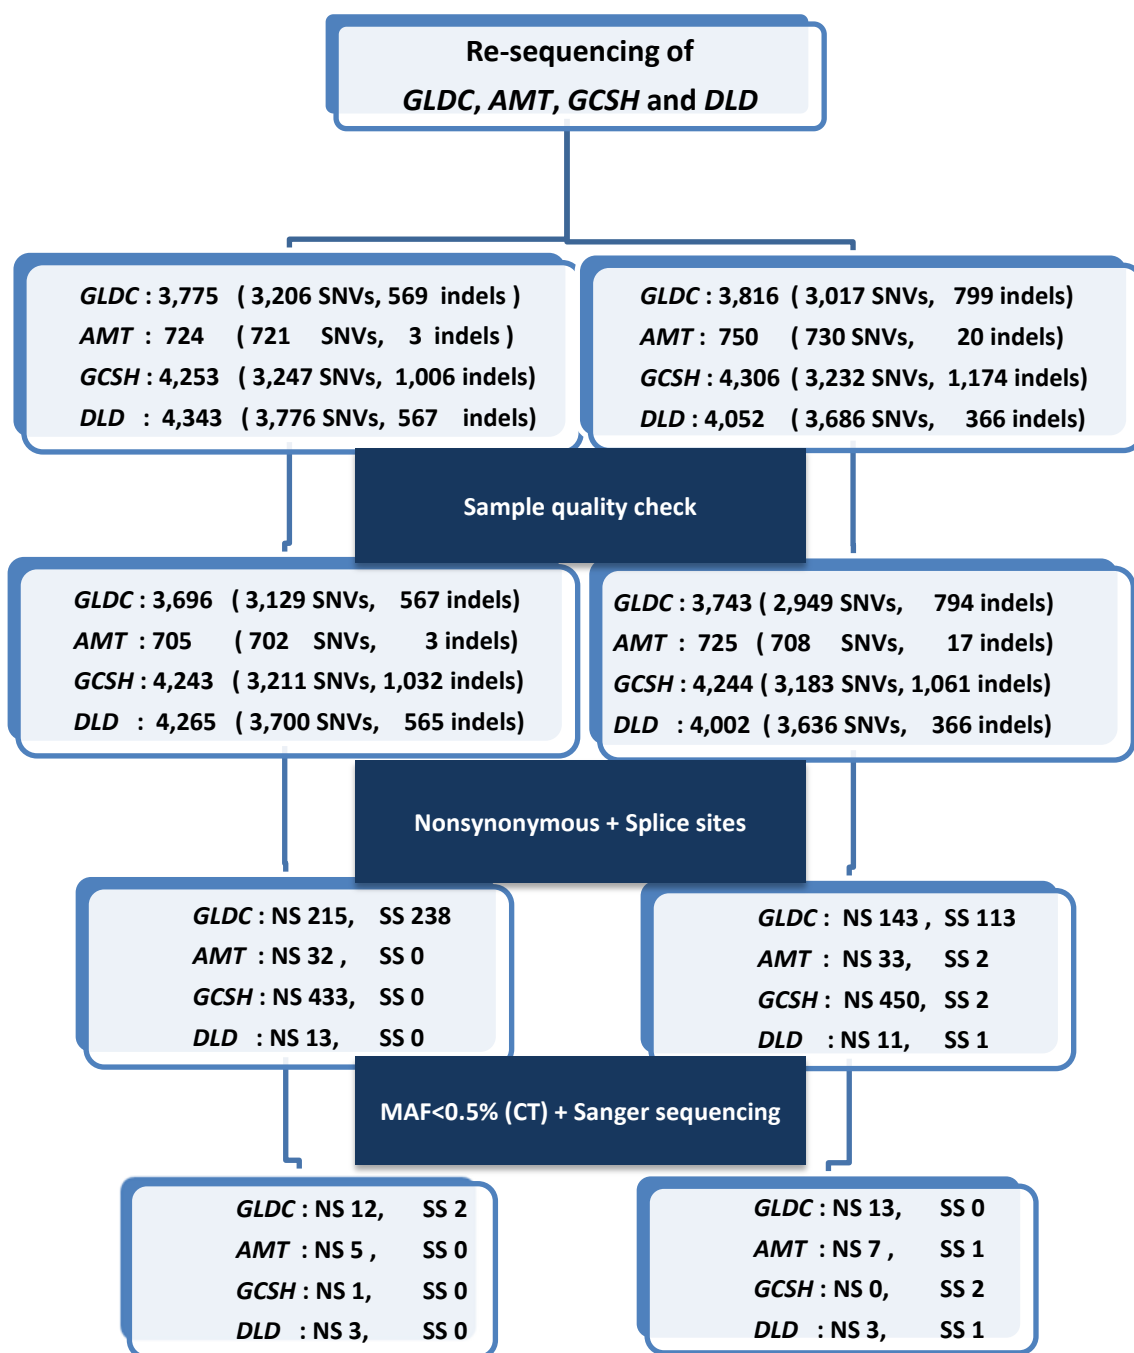 Re-sequencing of
GLDC, AMT, GCSH and DLD
GLDC : 3,775 ( 3,206 SNVs, 569 indels )
AMT : 724 ( 721 SNVs, 3 indels )
GCSH : 4,253 ( 3,247 SNVs, 1,006 indels)
DLD : 4,343 ( 3,776 SNVs, 567 indels)
GLDC : 3,816 ( 3,017 SNVs, 799 indels)
AMT : 750 ( 730 SNVs, 20 indels)
GCSH : 4,306 ( 3,232 SNVs, 1,174 indels)
DLD : 4,052 ( 3,686 SNVs, 366 indels)
Sample quality check
GLDC : 3,696 ( 3,129 SNVs, 567 indels)
AMT : 705 ( 702 SNVs, 3 indels)
GCSH : 4,243 ( 3,211 SNVs, 1,032 indels)
DLD : 4,265 ( 3,700 SNVs, 565 indels)
GLDC : 3,743 ( 2,949 SNVs, 794 indels)
AMT : 725 ( 708 SNVs, 17 indels)
GCSH : 4,244 ( 3,183 SNVs, 1,061 indels)
DLD : 4,002 ( 3,636 SNVs, 366 indels)
Nonsynonymous + Splice sites
GLDC : NS 215, SS 238
AMT : NS 32 , SS 0
GCSH : NS 433, SS 0
DLD : NS 13, SS 0
GLDC : NS 143 , SS 113
AMT : NS 33, SS 2
GCSH : NS 450, SS 2
DLD : NS 11, SS 1
MAF<0.5% (CT) + Sanger sequencing
GLDC : NS 12, SS 2
AMT : NS 5 , SS 0
GCSH : NS 1, SS 0
DLD : NS 3, SS 0
GLDC : NS 13, SS 0
AMT : NS 7 , SS 1
GCSH : NS 0, SS 2
DLD : NS 3, SS 1